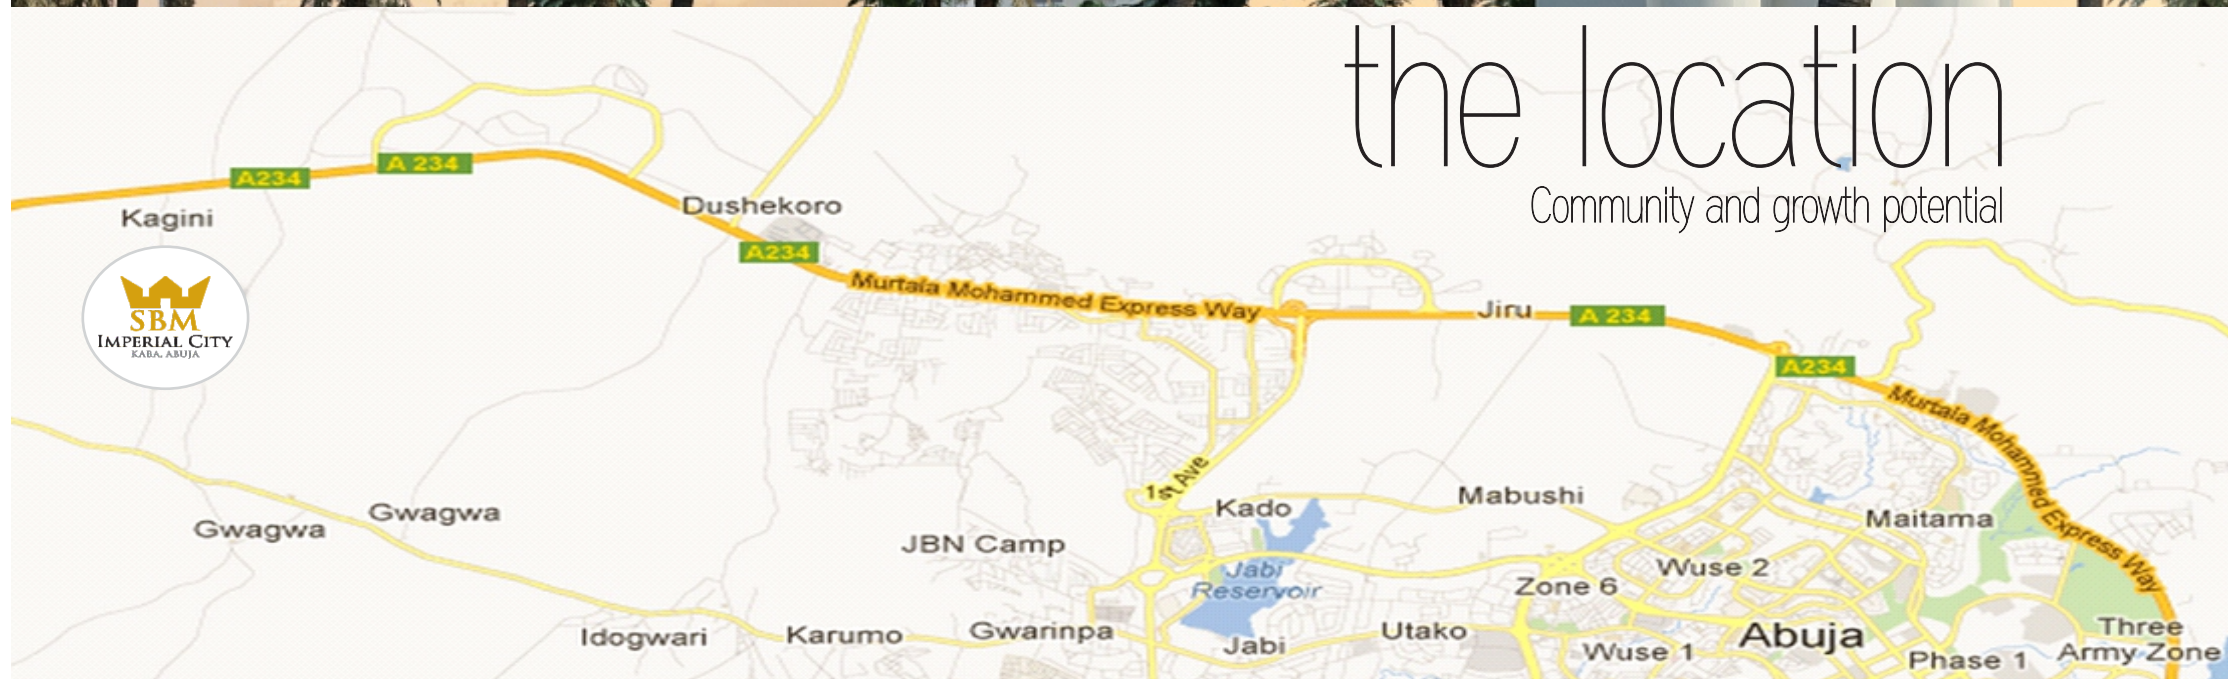 the location
Community and growth potential
A234
A 234
Kagini
Dushekoro
A234
SBM
IMPERIAL CITY
KABA, ABUJA
Murtala Mohammed Express Way
Jiru
A 234
A234
Murtala Mohammed Express Way
1st Ave
Kado
Mabushi
Maitama
Gwagwa
Gwagwa
JBN Camp
Jabi
Reservoir
Wuse 2
Zone 6
Idogwari
Karumo
Gwarinpa
Jabi
Utako
Wuse 1
Abuja
Phase 1
Three
Army Zone